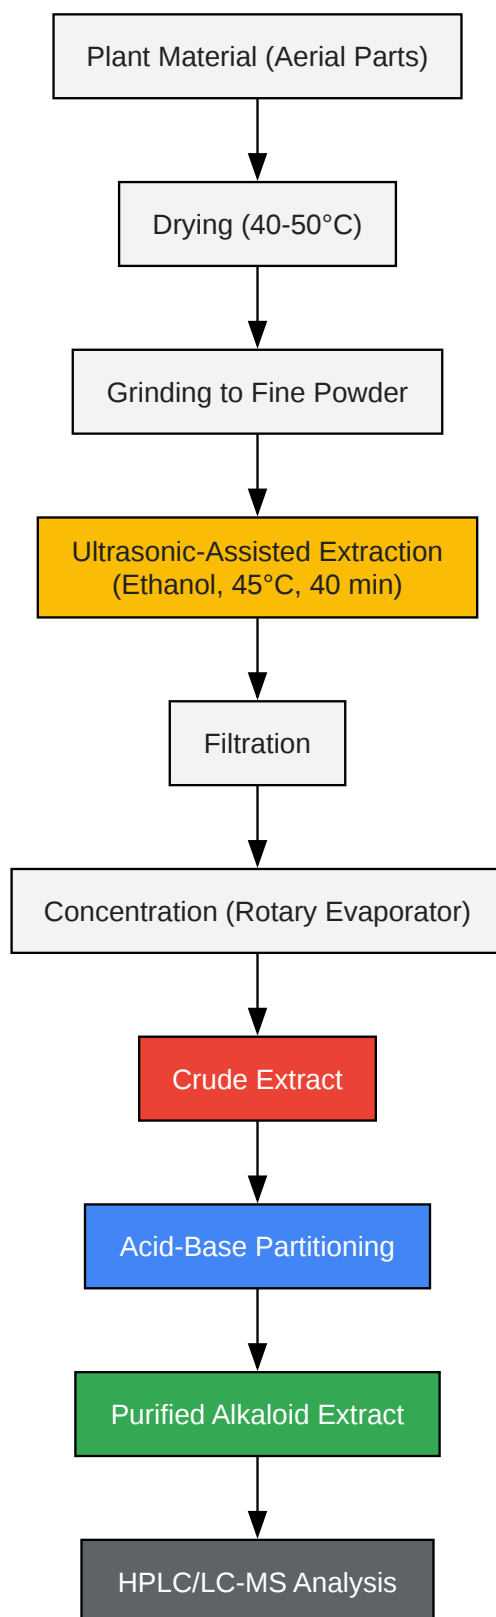 Plant Material (Aerial Parts)
Drying (40-50°C)
Grinding to Fine Powder
Ultrasonic-Assisted Extraction
(Ethanol, 45°C, 40 min)
Filtration
Concentration (Rotary Evaporator)
Crude Extract
Acid-Base Partitioning
Purified Alkaloid Extract
HPLC/LC-MS Analysis